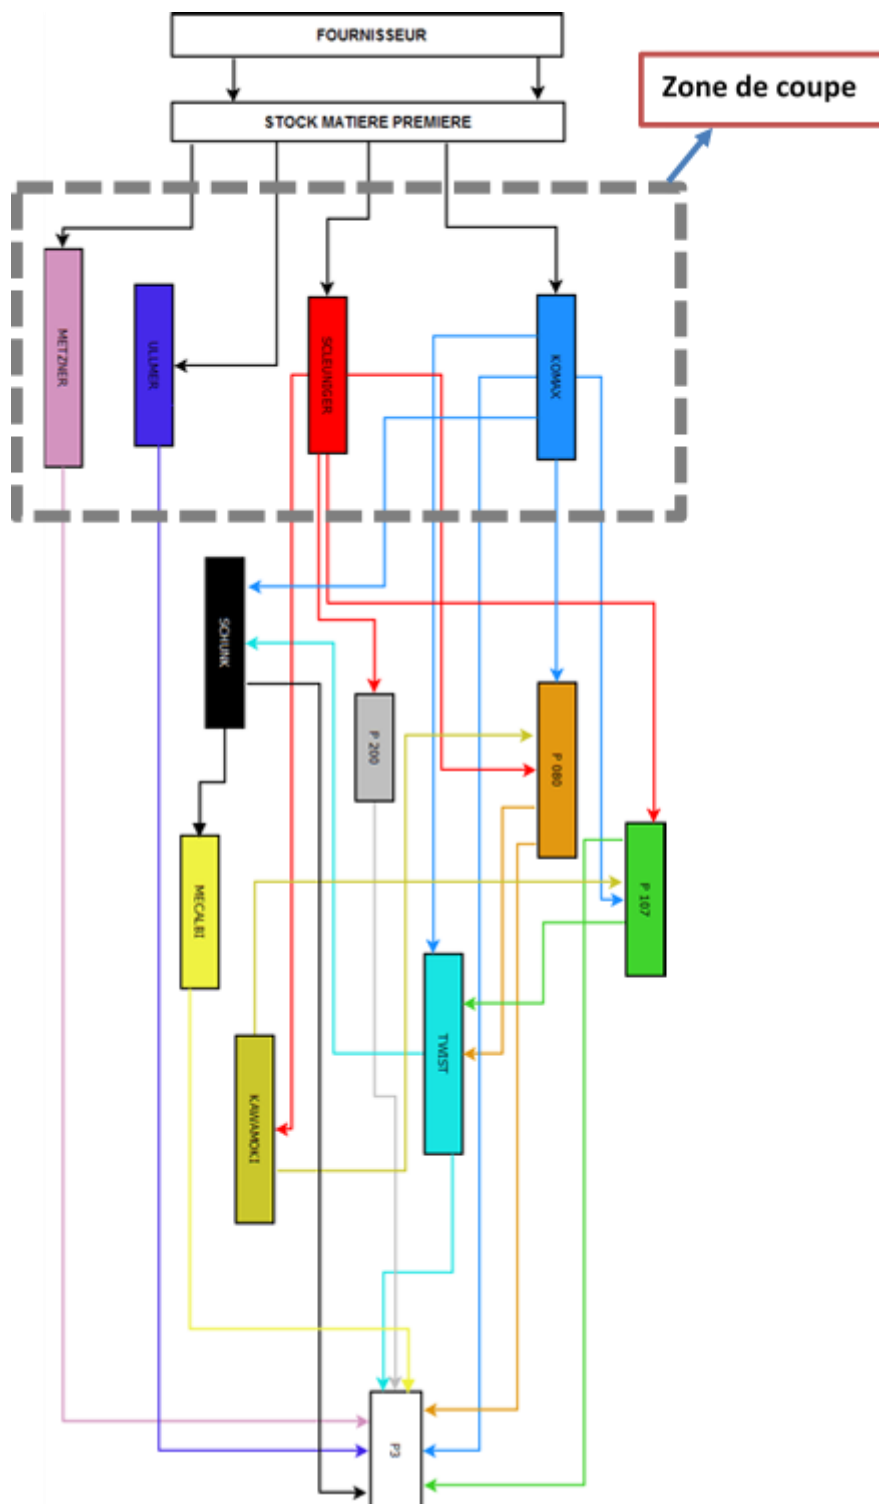 FOURNISSEUR
Zone de coupe
STOCK MATIERE PREMIERE
METZNER
ULLMER
SCLEUNIGER
KOMAX
SCHUNK
P 200
P 080
P 107
MECALBI
TWIST
KAWAMOKI
P3